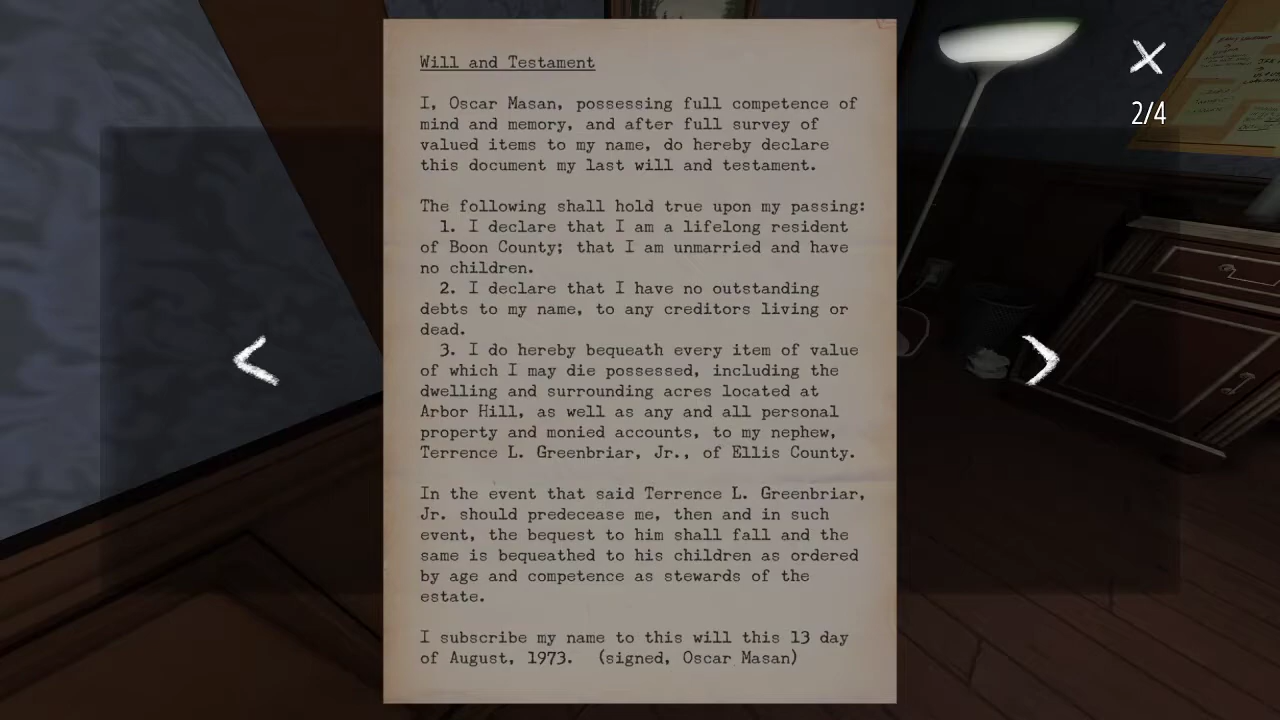 Will and Testament
I, Oscar Masan, possessing full competence of
mind and memory, and after full survey of
valued items to my name, do hereby declare
this document my last will and testament.
The following shall hold true upon my passing:
1. I declare that I am a lifelong resident
of Boon County; that I am unmarried and have
no children.
2. I declare that I have no outstanding
debts to my name, to any creditors living or
dead.
3. I do hereby bequeath every item of value
of which I may die possessed, including the
dwelling and surrounding acres located at
Arbor Hill, as well as any and all personal
property and monied accounts, to my nephew,
Terrence L. Greenbriar, Jr., of Ellis County.
In the event that said Terrence L. Greenbriar,
Jr. should predecease me, then and in such
event, the bequest to him shall fall and the
same is bequeathed to his children as ordered
by age and competence as stewards of the
estate.
I subscribe my name to this will this 13 day
of August, 1973. (signed, Oscar Masan)
2/4